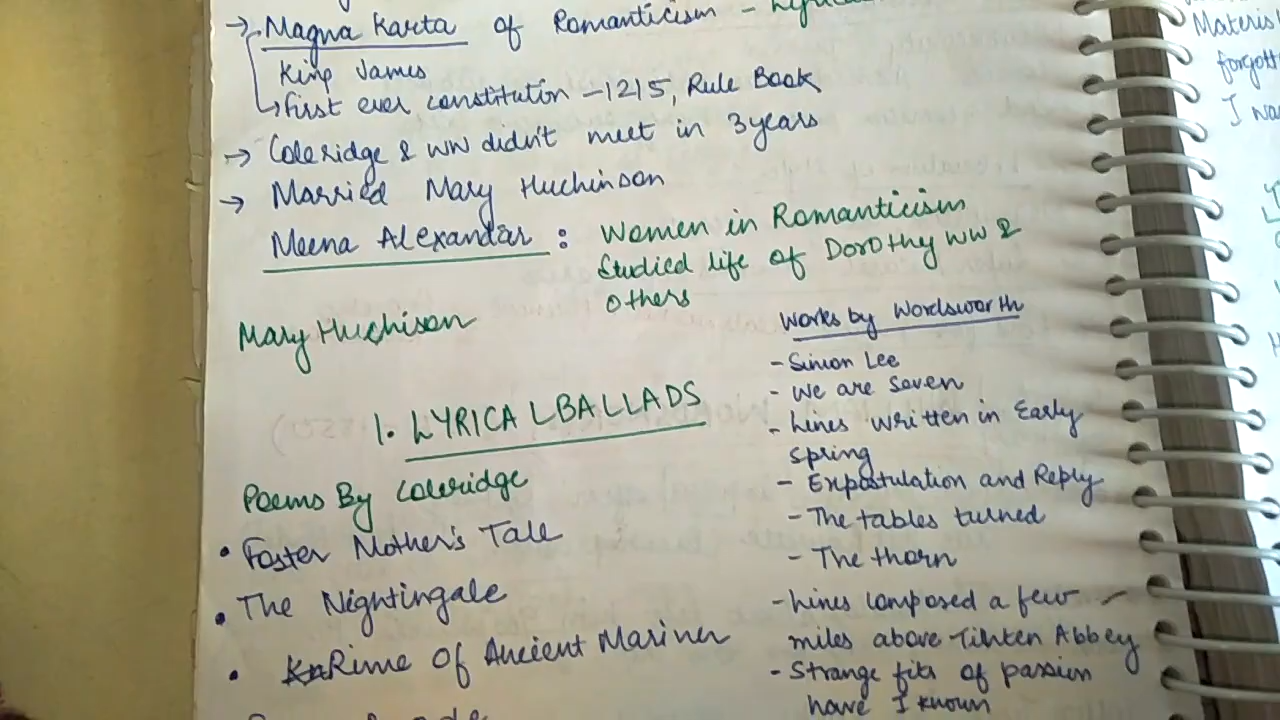 → Magna Karta of Romanticism -
King James
→ first ever constitution - 1215, Rule Book
→ Coleridge & WW didn't meet in 3 years
→ Married Mary Huchinson
Meena Alexandar : Women in Romanticism
Studied life of Dorothy WW &
others
Mary Huchison
1. LYRICAL BALLADS
Poems By Coleridge
• Foster Mother's Tale
• The Nightingale
• Rime Of Ancient Mariner
Works by Wordsworth
- Simon Lee
- We are Seven
- Lines written in Early
spring
- Expostulation and Reply
- The tables turned
- The thorn
- Lines composed a few
miles above Tinten Abbey
- Strange fits of passion
have I known
I was